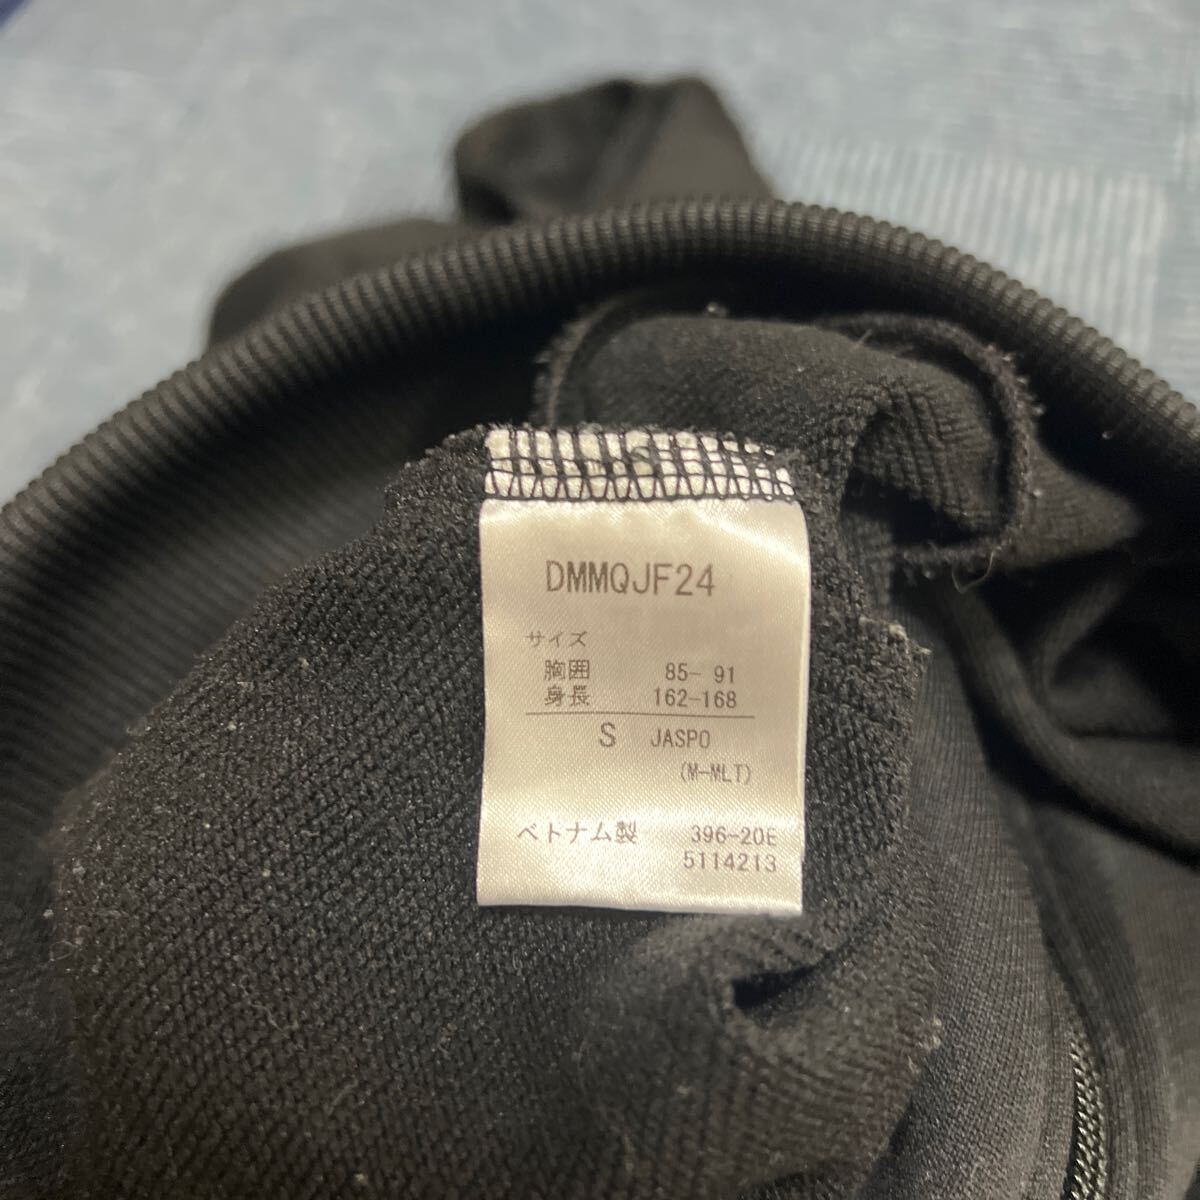 DMMQJF24
サイズ
胸囲 85- 91
身長 162-168
S JASPO
(M-MLT)
ベトナム製 396-20E
5114213